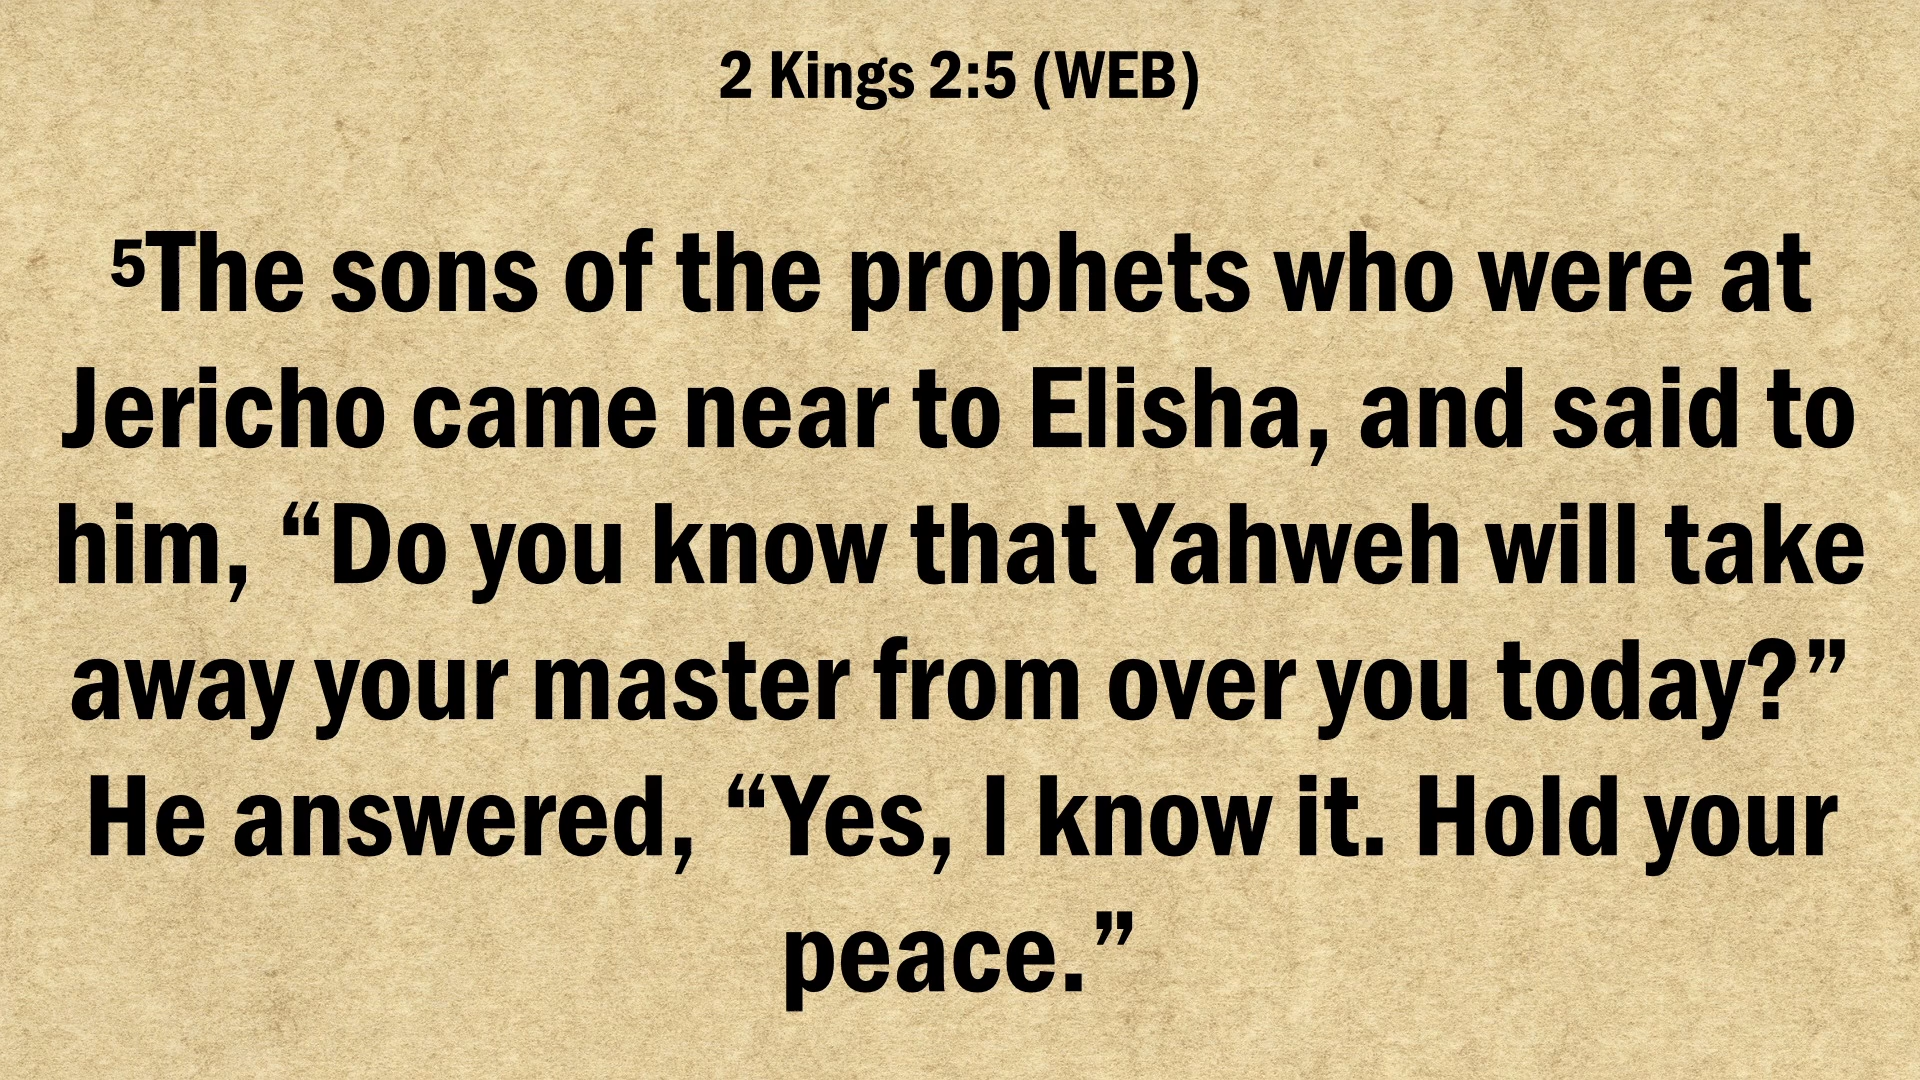 2 Kings 2:5 (WEB)
⁵The sons of the prophets who were at
Jericho came near to Elisha, and said to
him, “Do you know that Yahweh will take
away your master from over you today?”
He answered, “Yes, I know it. Hold your
peace.”